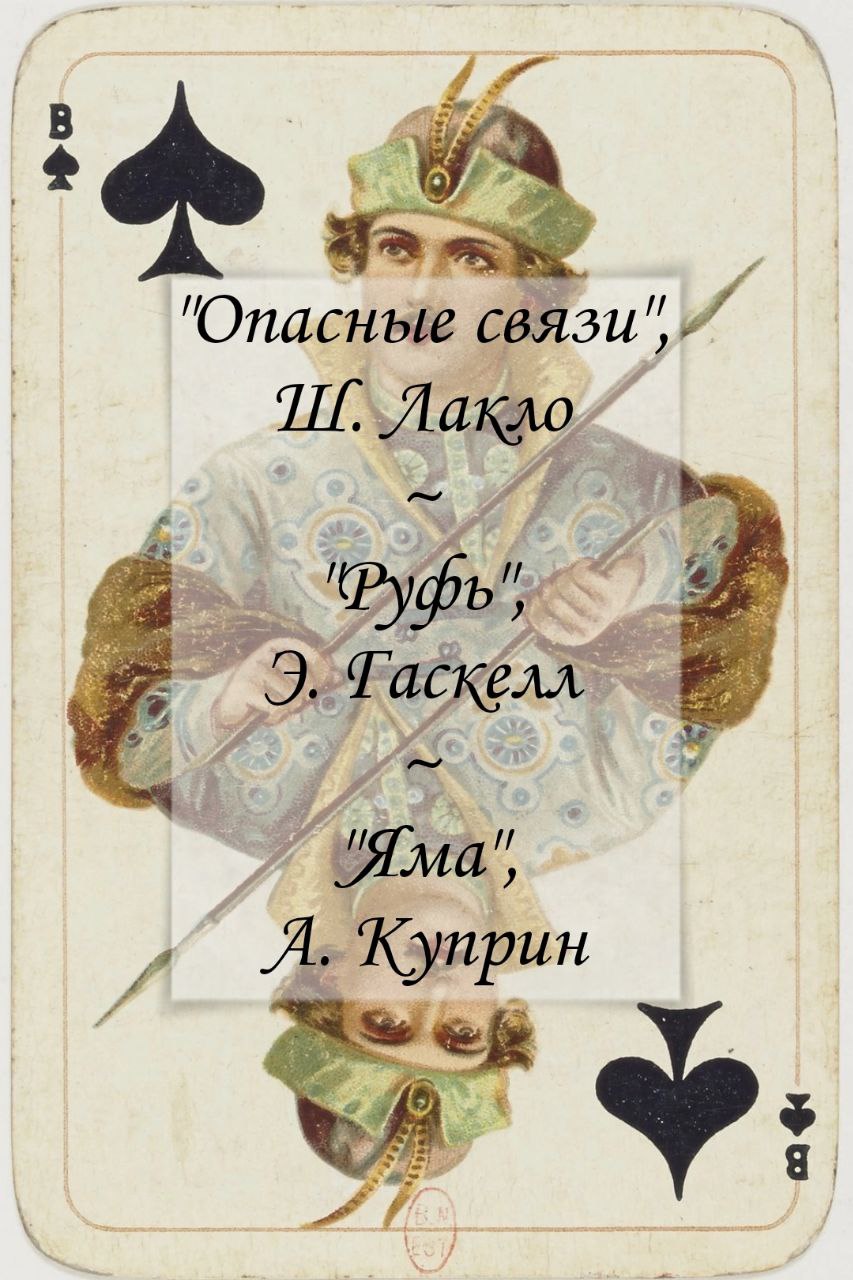 В
"Опасные связи",
Ш. Лакло
~
"Руфь",
Э. Гаскелл
~
"Яма",
А. Куприн
В